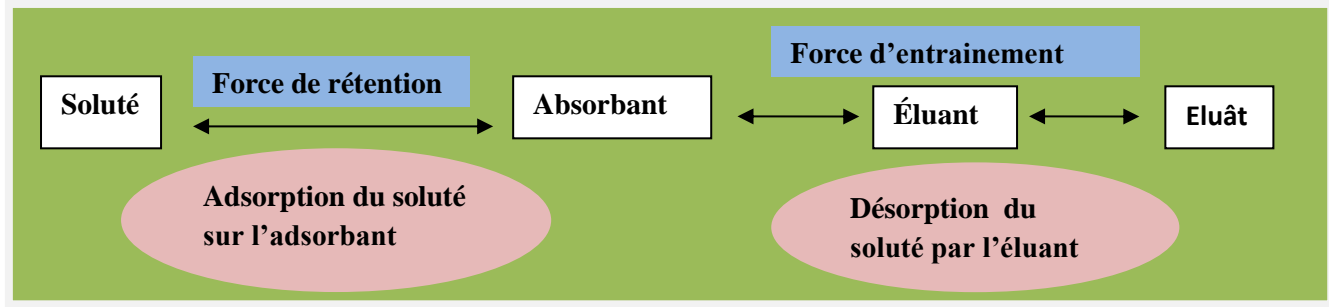 Force d’entrainement
Force de rétention
Soluté
Absorbant
Éluant
Eluât
Adsorption du soluté
sur l’adsorbant
Désorption du
soluté par l’éluant